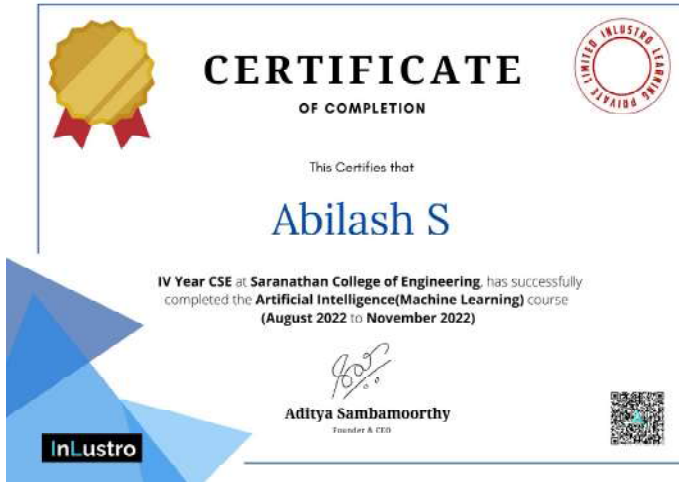 CERTIFICATE
OF COMPLETION
INLUSTRO LEARNING PRIVATE LIMITED
This Certifies that
Abilash S
IV Year CSE at Saranathan College of Engineering, has successfully
completed the Artificial Intelligence(Machine Learning) course
(August 2022 to November 2022)
Aditya Sambamoorthy
Founder & CEO
InLustro